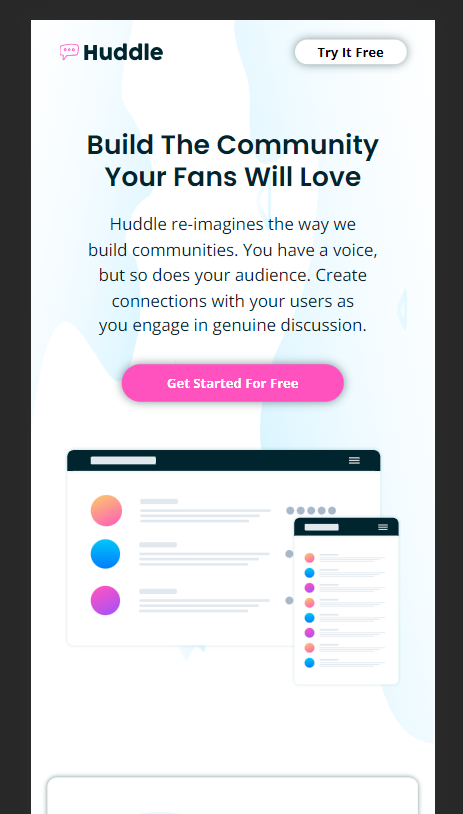 Huddle
Try It Free
Build The Community
Your Fans Will Love
Huddle re-imagines the way we
build communities. You have a voice,
but so does your audience. Create
connections with your users as
you engage in genuine discussion.
Get Started For Free